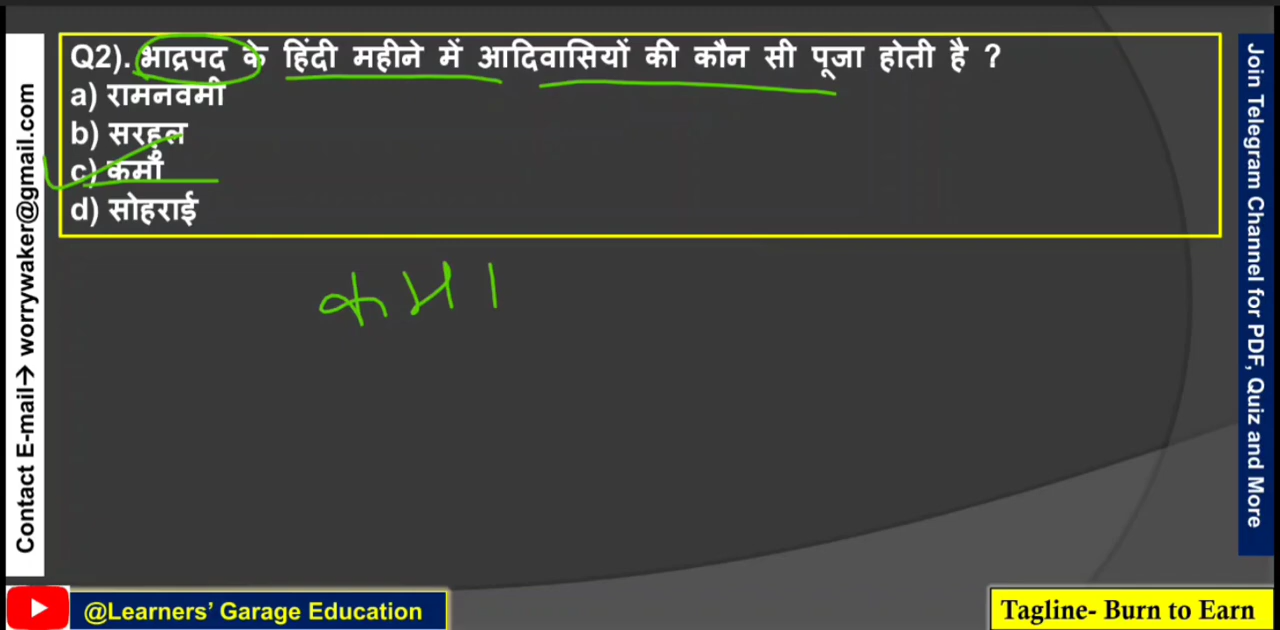 Q2). भाद्रपद के हिंदी महीने में आदिवासियों की कौन सी पूजा होती है ?
a) रामनवमी
b) सरहुल
c) कर्मा
d) सोहराई
कर्मा
Contact E-mail→ worrywaker@gmail.com
Join Telegram Channel for PDF, Quiz and More
@Learners’ Garage Education
Tagline- Burn to Earn